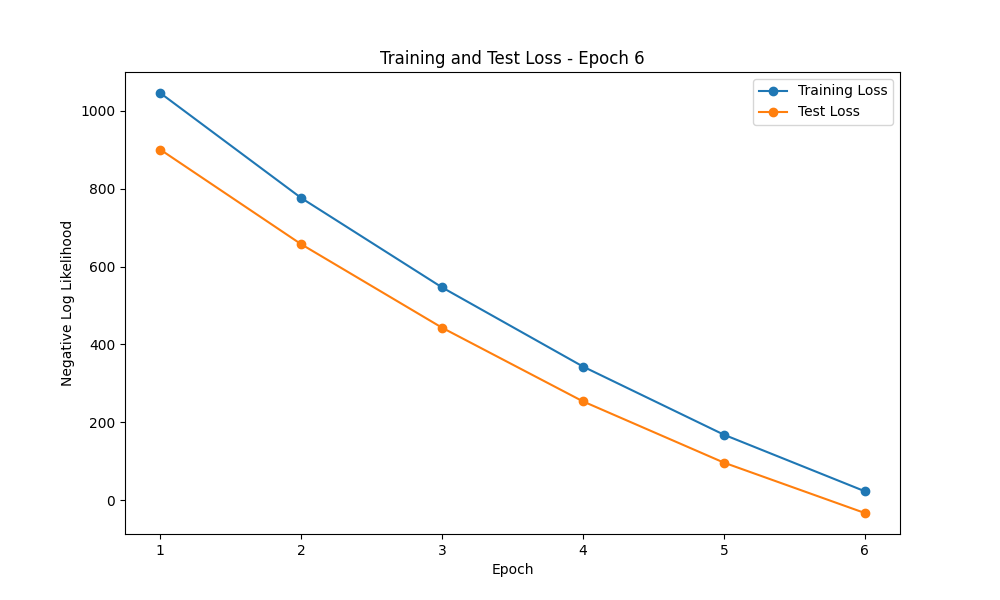 Training and Test Loss - Epoch 6
Training Loss
Test Loss
Negative Log Likelihood
1000
800
600
400
200
0
1 2 3 4 5 6
Epoch